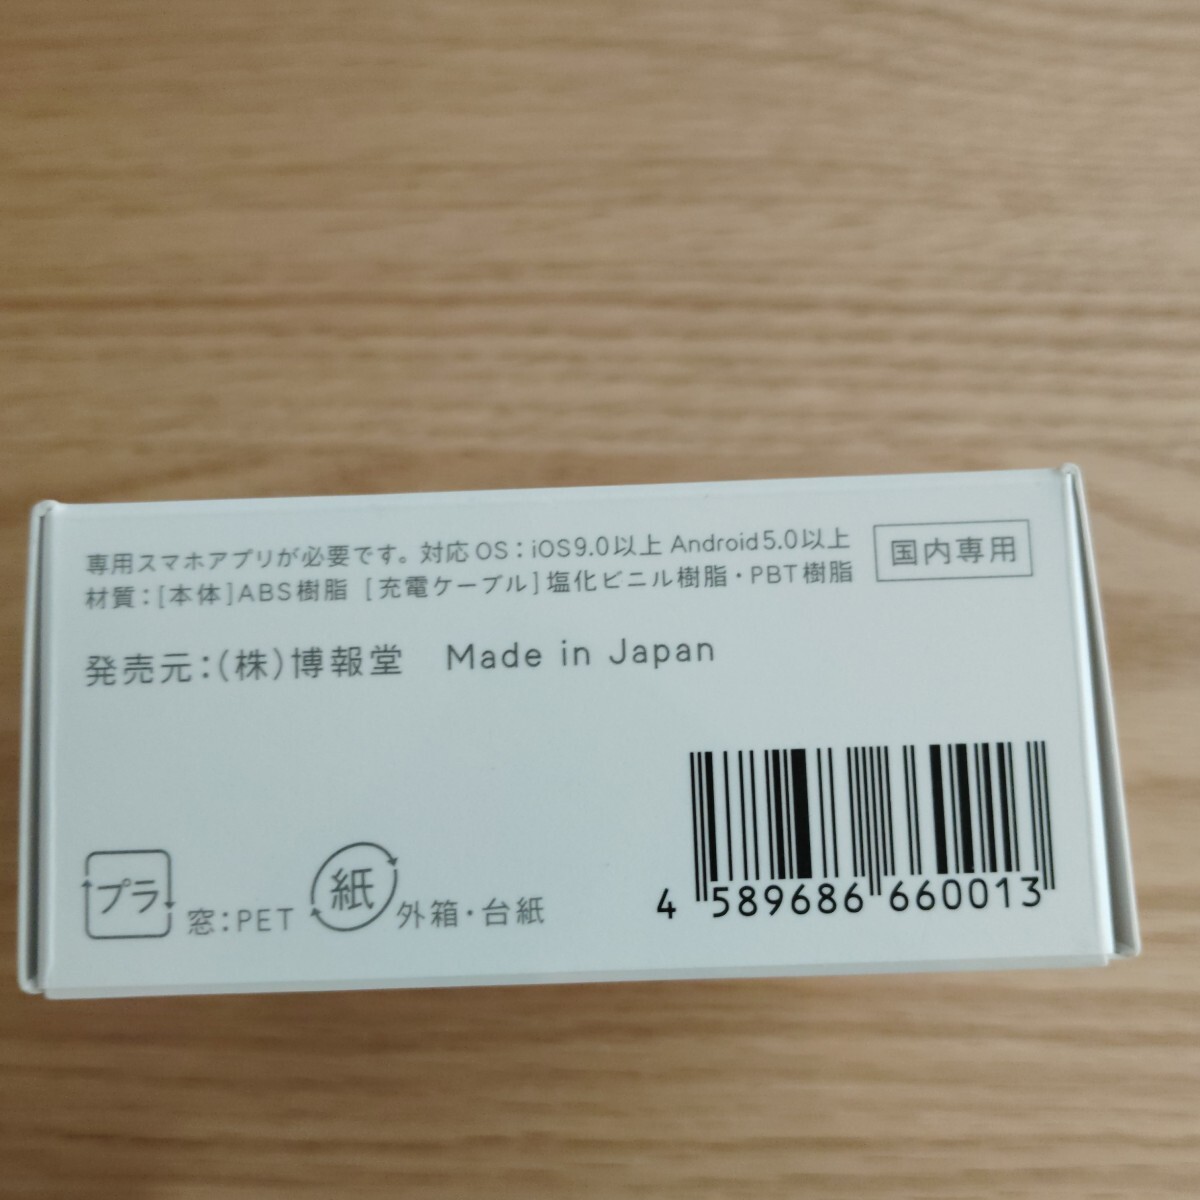 専用スマホアプリが必要です。対応OS：iOS9.0以上 Android5.0以上
国内専用
材質：[本体]ABS樹脂 [充電ケーブル]塩化ビニル樹脂・PBT樹脂
発売元：(株)博報堂 Made in Japan
プラ 窓：PET 紙 外箱・台紙
4 589686 660013